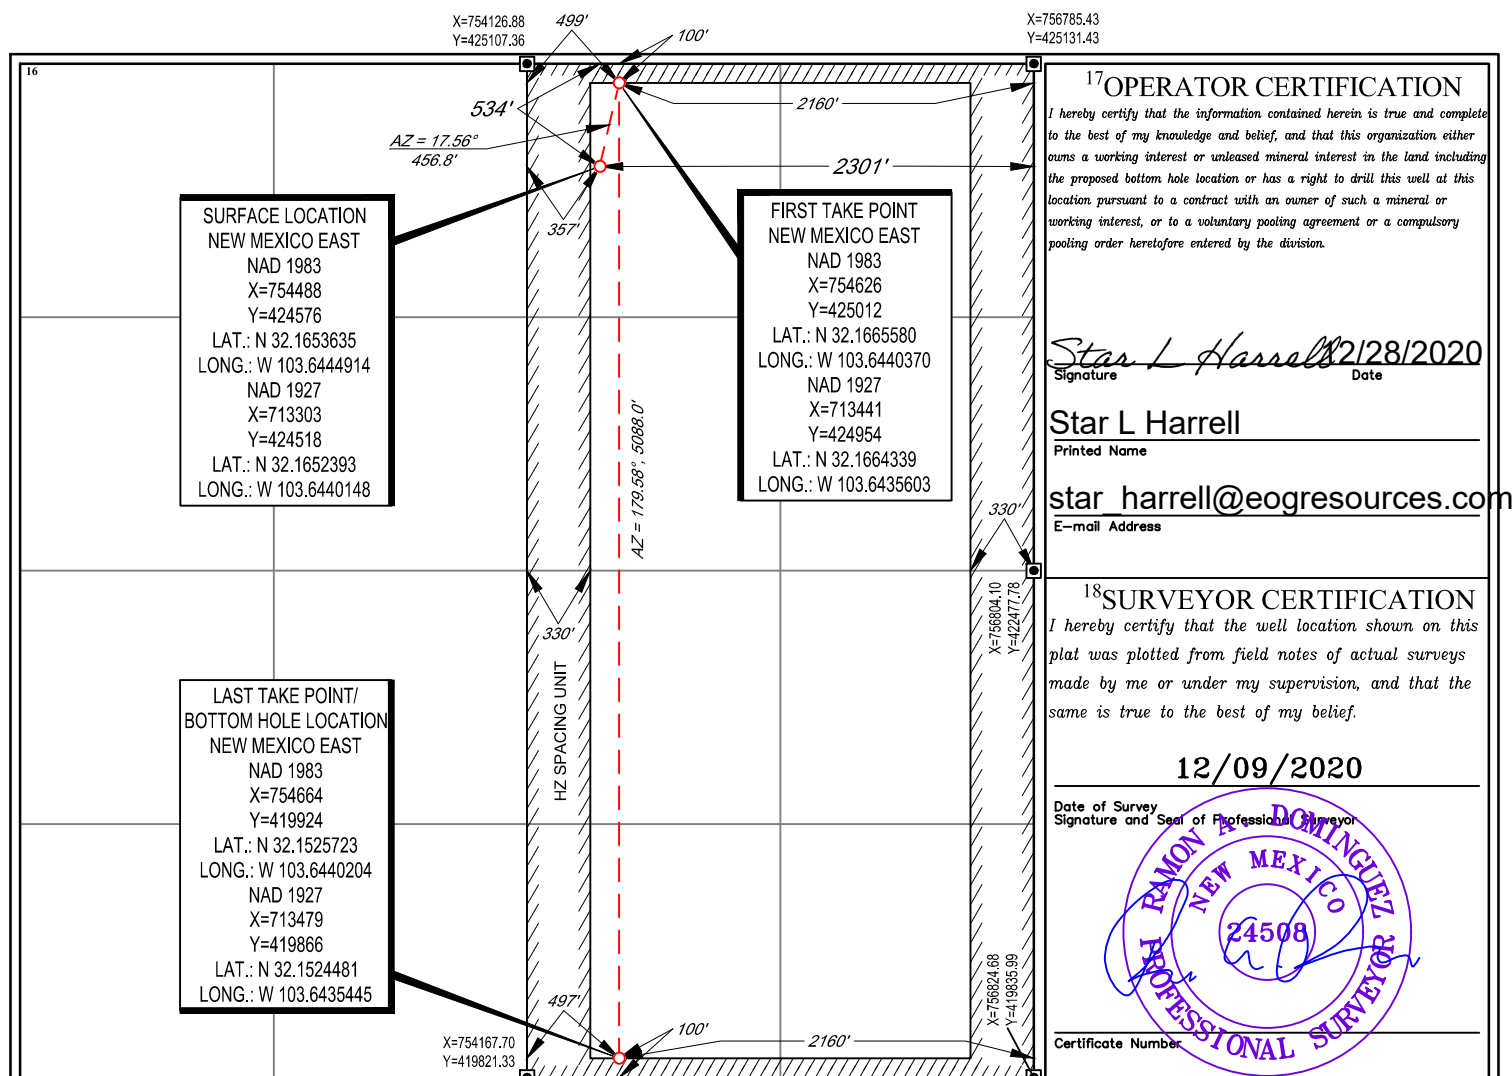 X=754126.88
Y=425107.36
499'
100'
X=756785.43
Y=425131.43
16
534'
2160'
AZ = 17.56°
456.8'
2301'
357'
SURFACE LOCATION
NEW MEXICO EAST
NAD 1983
X=754488
Y=424576
LAT.: N 32.1653635
LONG.: W 103.6444914
NAD 1927
X=713303
Y=424518
LAT.: N 32.1652393
LONG.: W 103.6440148
FIRST TAKE POINT
NEW MEXICO EAST
NAD 1983
X=754626
Y=425012
LAT.: N 32.1665580
LONG.: W 103.6440370
NAD 1927
X=713441
Y=424954
LAT.: N 32.1664339
LONG.: W 103.6435603
AZ = 179.58°, 5088.0'
330'
330'
X=756804.10
Y=422477.78
HZ SPACING UNIT
LAST TAKE POINT/
BOTTOM HOLE LOCATION
NEW MEXICO EAST
NAD 1983
X=754664
Y=419924
LAT.: N 32.1525723
LONG.: W 103.6440204
NAD 1927
X=713479
Y=419866
LAT.: N 32.1524481
LONG.: W 103.6435445
497'
100'
2160'
X=754167.70
Y=419821.33
X=756824.68
Y=419835.99
17 OPERATOR CERTIFICATION
I hereby certify that the information contained herein is true and complete
to the best of my knowledge and belief, and that this organization either
owns a working interest or unleased mineral interest in the land including
the proposed bottom hole location or has a right to drill this well at this
location pursuant to a contract with an owner of such a mineral or
working interest, or to a voluntary pooling agreement or a compulsory
pooling order heretofore entered by the division.
Star L Harrell 12/28/2020
Signature Date
Star L Harrell
Printed Name
star_harrell@eogresources.com
E-mail Address
18 SURVEYOR CERTIFICATION
I hereby certify that the well location shown on this
plat was plotted from field notes of actual surveys
made by me or under my supervision, and that the
same is true to the best of my belief.
12/09/2020
Date of Survey
Signature and Seal of Professional Surveyor
RAMON A. DOMINGUEZ
NEW MEXICO
24508
PROFESSIONAL SURVEYOR
Certificate Number